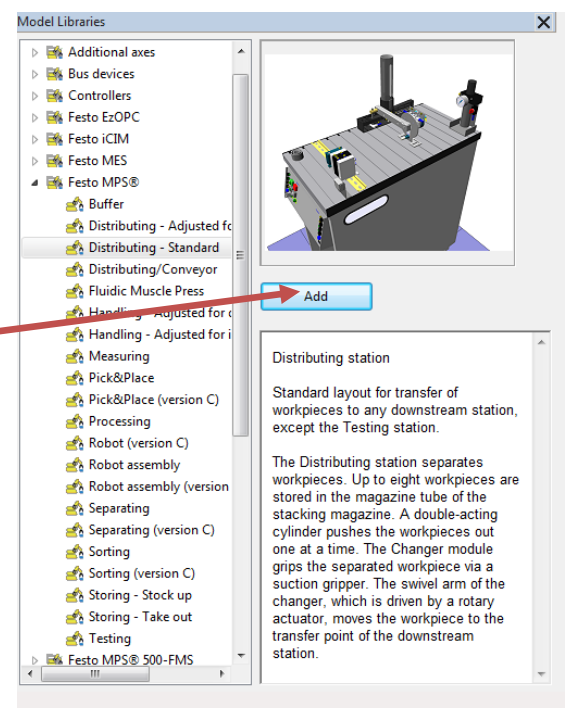 Model Libraries
Additional axes
Bus devices
Controllers
Festo EzOPC
Festo iCIM
Festo MES
Festo MPS®
Buffer
Distributing - Adjusted fo
Distributing - Standard
Distributing/Conveyor
Fluidic Muscle Press
Handling - Adjusted for
Handling - Adjusted for i
Measuring
Pick&Place
Pick&Place (version C)
Processing
Robot (version C)
Robot assembly
Robot assembly (version
Separating
Separating (version C)
Sorting
Sorting (version C)
Storing - Stock up
Storing - Take out
Testing
Festo MPS® 500-FMS
Add
Distributing station
Standard layout for transfer of
workpieces to any downstream station,
except the Testing station.
The Distributing station separates
workpieces. Up to eight workpieces are
stored in the magazine tube of the
stacking magazine. A double-acting
cylinder pushes the workpieces out
one at a time. The Changer module
grips the separated workpiece via a
suction gripper. The swivel arm of the
changer, which is driven by a rotary
actuator, moves the workpiece to the
transfer point of the downstream
station.